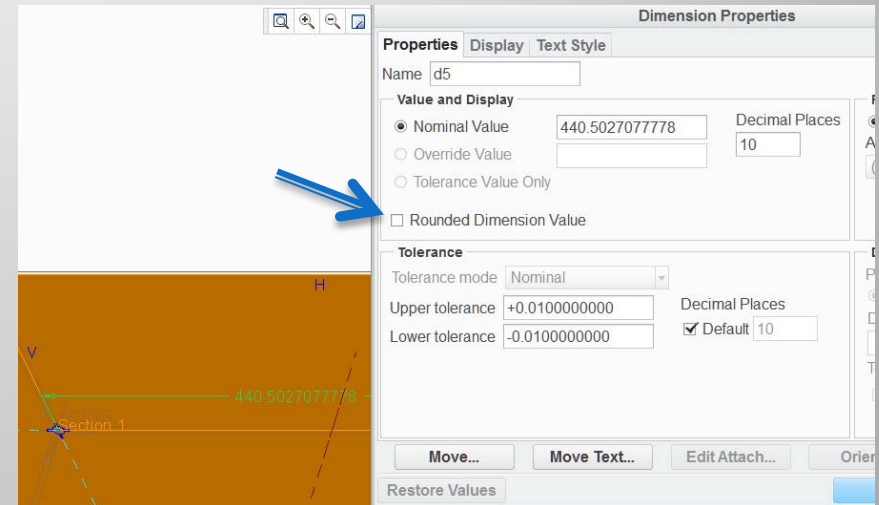 Dimension Properties
Properties Display Text Style
Name d5
Value and Display
Nominal Value 440.5027077778 Decimal Places
10
Override Value
Tolerance Value Only
Rounded Dimension Value
Tolerance
Tolerance mode Nominal
Upper tolerance +0.0100000000 Decimal Places
Lower tolerance -0.0100000000 Default 10
Move... Move Text... Edit Attach... Orien
Restore Values
H
V
440.5027077778
Section 1